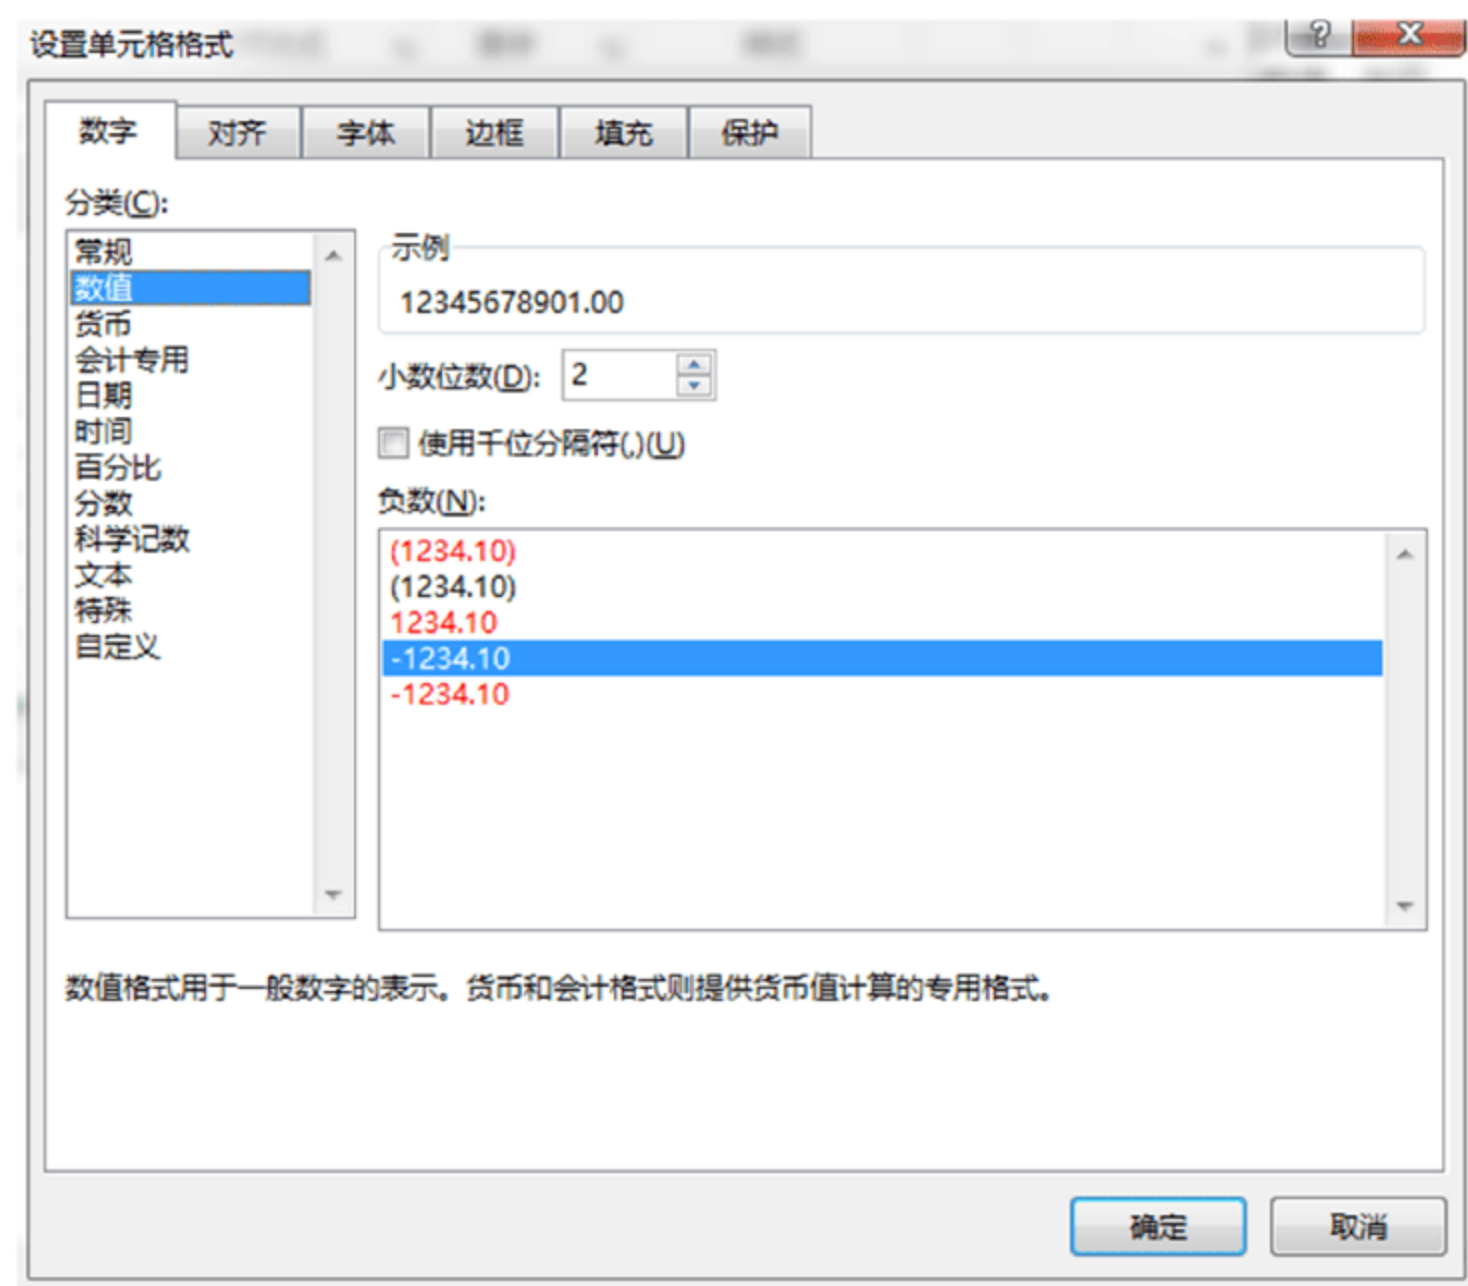 设置单元格格式
数字 对齐 字体 边框 填充 保护
分类(C):
常规
数值
货币
会计专用
日期
时间
百分比
分数
科学记数
文本
特殊
自定义
示例
12345678901.00
小数位数(D): 2
使用千位分隔符(,)(U)
负数(N):
(1234.10)
(1234.10)
1234.10
-1234.10
-1234.10
数值格式用于一般数字的表示。货币和会计格式则提供货币值计算的专用格式。
确定 取消